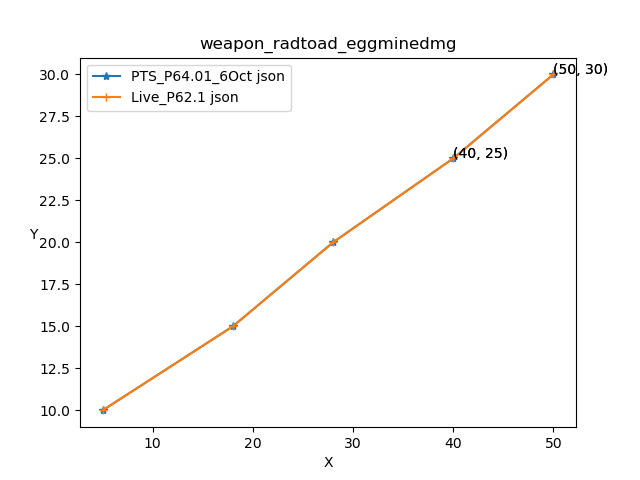 weapon_radtoad_eggminedmg
PTS_P64.01_6Oct json
Live_P62.1 json
(50, 30)
(40, 25)
Y
30.0
27.5
25.0
22.5
20.0
17.5
15.0
12.5
10.0
10 20 30 40 50
X